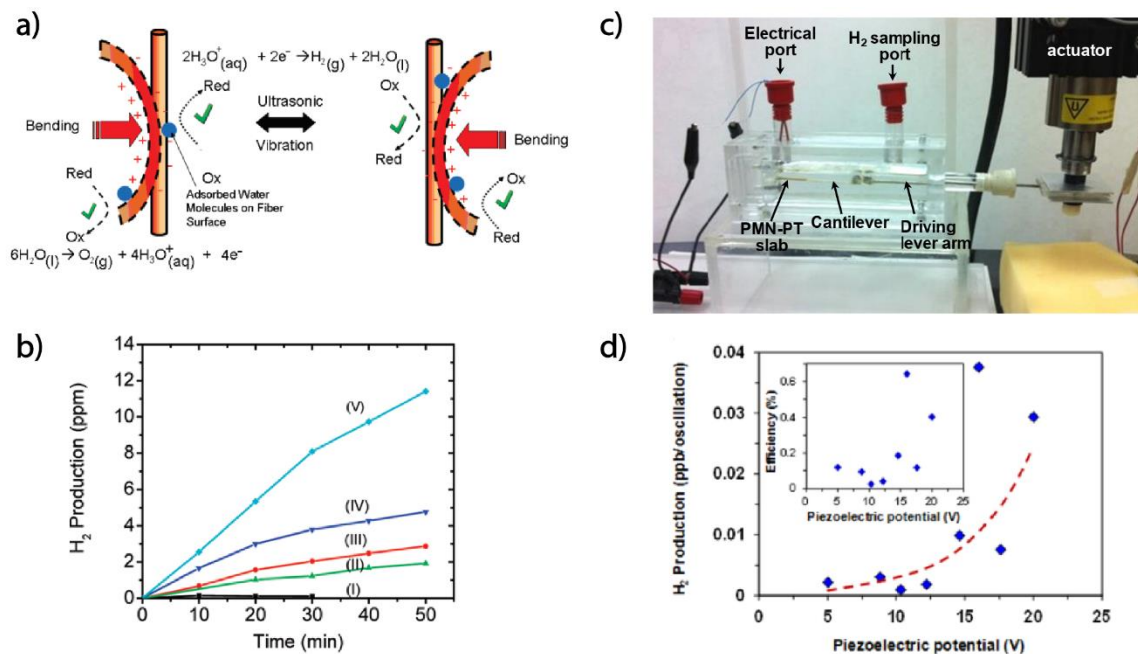 a)
2H₃O⁺(aq) + 2e⁻ → H₂(g) + 2H₂O(l)
Red
Ox
Ultrasonic
Vibration
Bending
Bending
Red
Ox
Red
Ox
Adsorbed Water
Molecules on Fiber
Surface
Ox
Red
6H₂O(l) → O₂(g) + 4H₃O⁺(aq) + 4e⁻
b)
H₂ Production (ppm)
14
12
10
8
6
4
2
0
(V)
(IV)
(III)
(II)
(I)
0 10 20 30 40 50
Time (min)
c)
Electrical
port
H₂ sampling
port
actuator
PMN-PT
slab
Cantilever
Driving
lever arm
d)
H₂ Production (ppb/oscillation)
0.04
0.03
0.02
0.01
0
Efficiency (%)
0.6
0.4
0.2
0
0 5 10 15 20 25
Piezoelectric potential (V)
0 5 10 15 20 25
Piezoelectric potential (V)